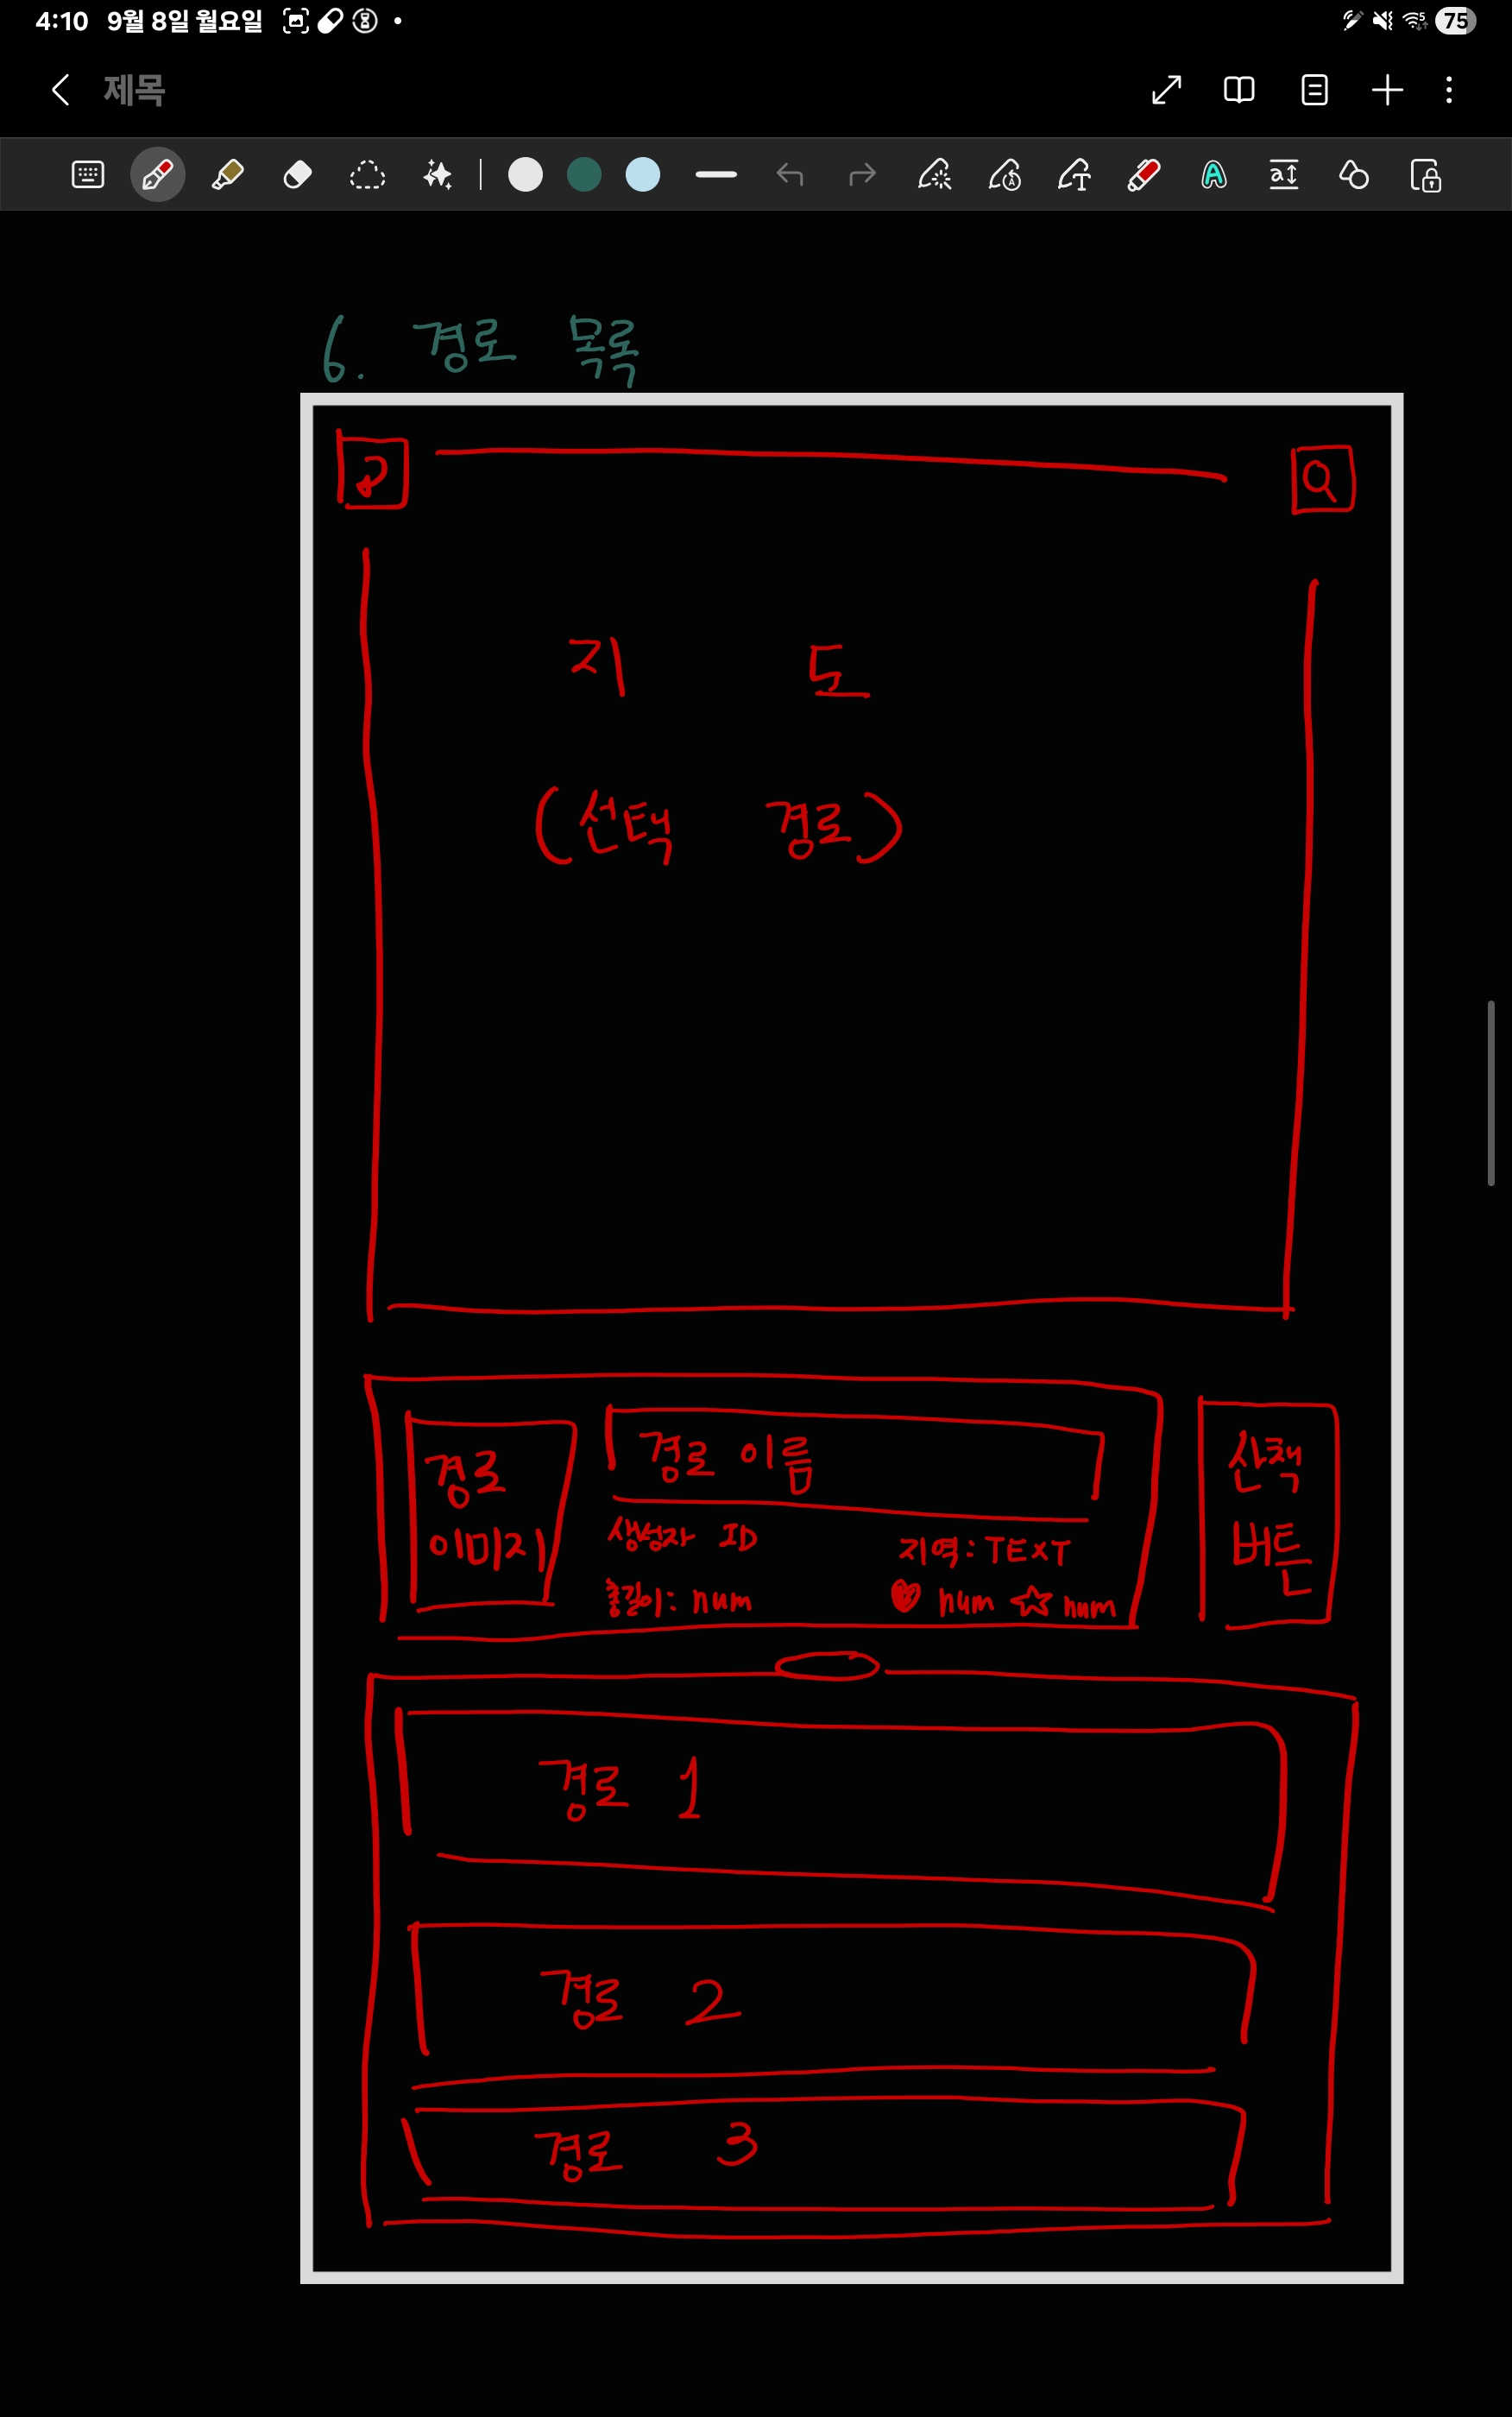 4:10 9월 8일 월요일
75
제목
6. 경로 목록
지 도
(선택 경로)
경로 이름
경로
이미지
생성자 ID
지역: TEXT
총길이: num
num num
산책
버튼
경로 1
경로 2
경로 3